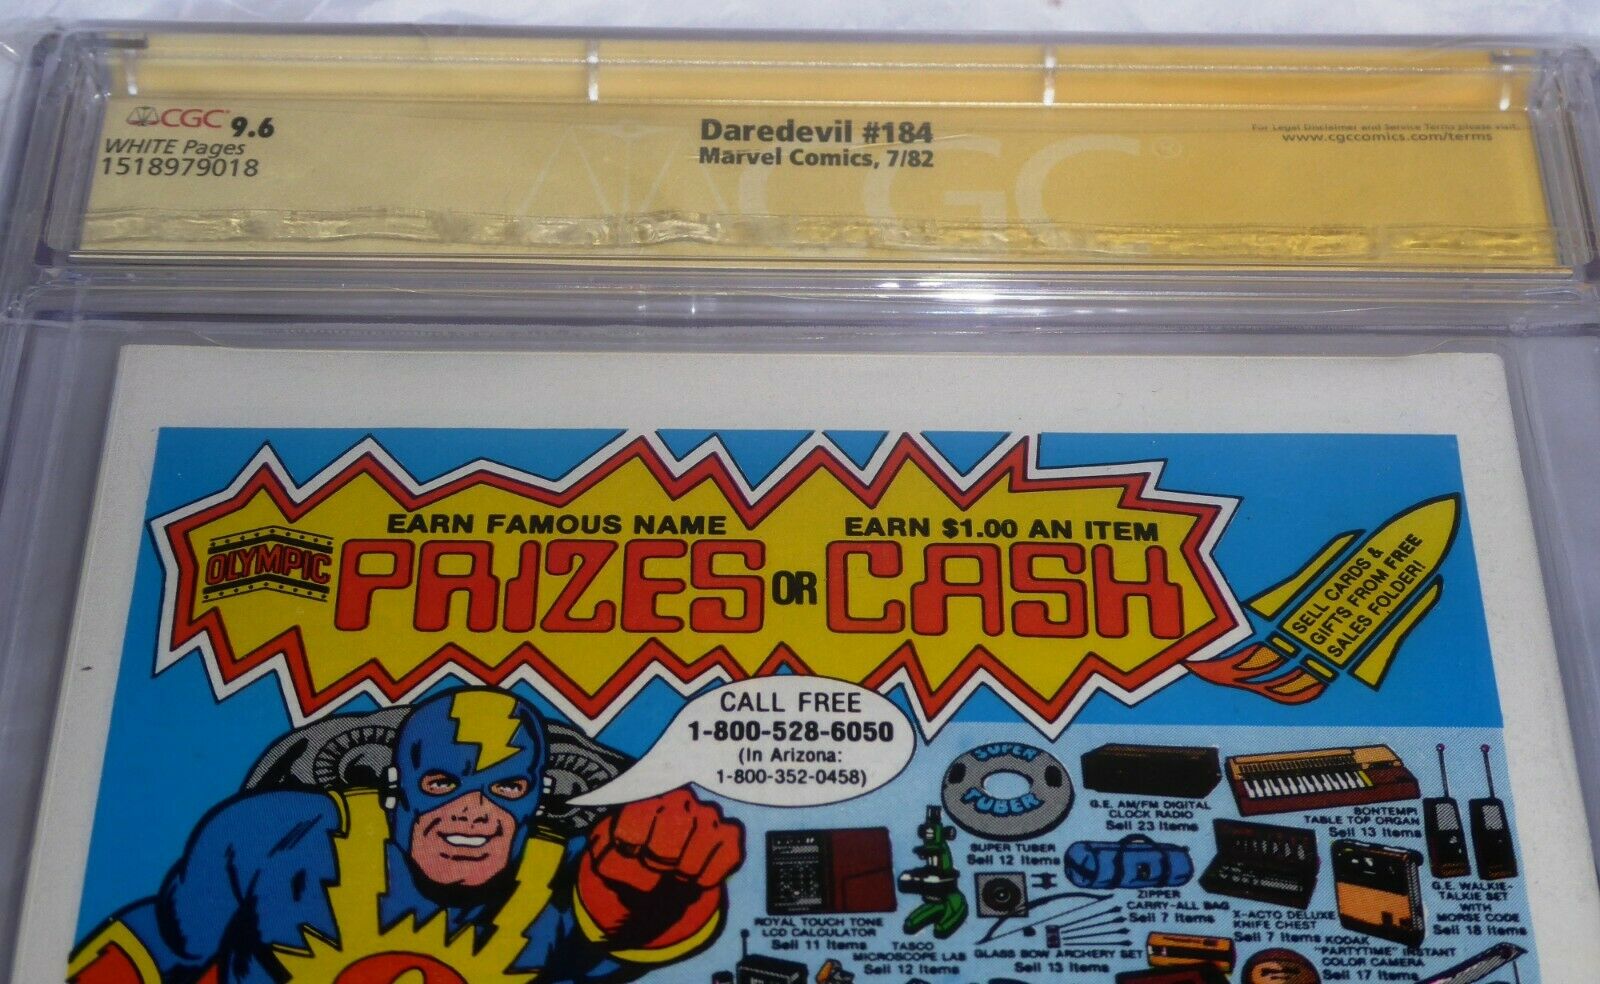 CGC 9.6
WHITE Pages
1518979018
Daredevil #184
Marvel Comics, 7/82
For Legal Disclaimer and Service Terms please visit:
www.cgccomics.com/terms
CGC
OLYMPIC
EARN FAMOUS NAME
PRIZES
OR
EARN $1.00 AN ITEM
CASH
SELL CARDS &
GIFTS FROM FREE
SALES FOLDER!
CALL FREE
1-800-528-6050
(In Arizona:
1-800-352-0458)
SUPER
TUBER
SUPER TUBER
Sell 12 Items
G.E. AM/FM DIGITAL
CLOCK RADIO
Sell 23 Items
BONTEMPI
TABLE TOP ORGAN
Sell 13 Items
G.E. WALKIE-
TALKIE SET
WITH
MORSE CODE
Sell 18 Items
ROYAL TOUCH TONE
LCD CALCULATOR
Sell 11 Items
TASCO
MICROSCOPE LAB
Sell 12 Items
GLASS BOW ARCHERY SET
Sell 13 Items
ZIPPER
CARRY-ALL BAG
Sell 7 Items
X-ACTO DELUXE
KNIFE CHEST
Sell 7 Items
KODAK
"PARTYTIME" INSTANT
COLOR CAMERA
Sell 17 Items